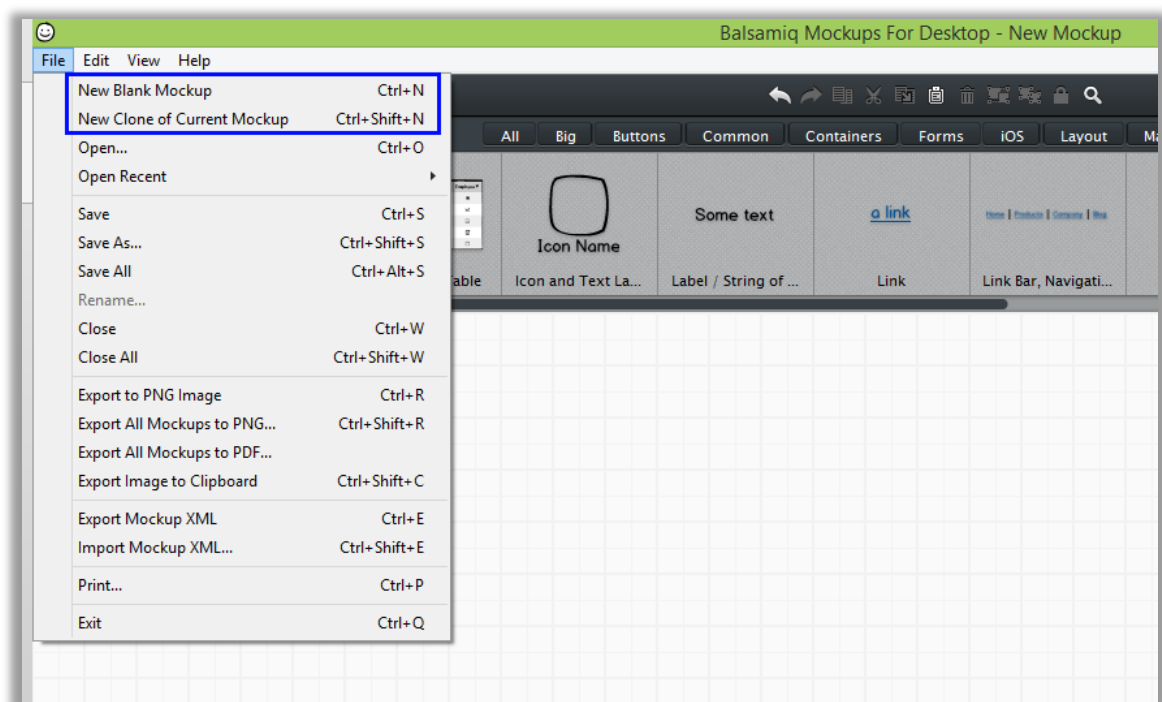 Balsamiq Mockups For Desktop - New Mockup
File Edit View Help
New Blank Mockup Ctrl+N
New Clone of Current Mockup Ctrl+Shift+N
Open... Ctrl+O
Open Recent
Save Ctrl+S
Save As... Ctrl+Shift+S
Save All Ctrl+Alt+S
Rename...
Close Ctrl+W
Close All Ctrl+Shift+W
Export to PNG Image Ctrl+R
Export All Mockups to PNG... Ctrl+Shift+R
Export All Mockups to PDF...
Export Image to Clipboard Ctrl+Shift+C
Export Mockup XML Ctrl+E
Import Mockup XML... Ctrl+Shift+E
Print... Ctrl+P
Exit Ctrl+Q
All Big Buttons Common Containers Forms iOS Layout Ma
Icon Name Some text a link Home | Products | Company | Blog
able Icon and Text La... Label / String of ... Link Link Bar, Navigati...